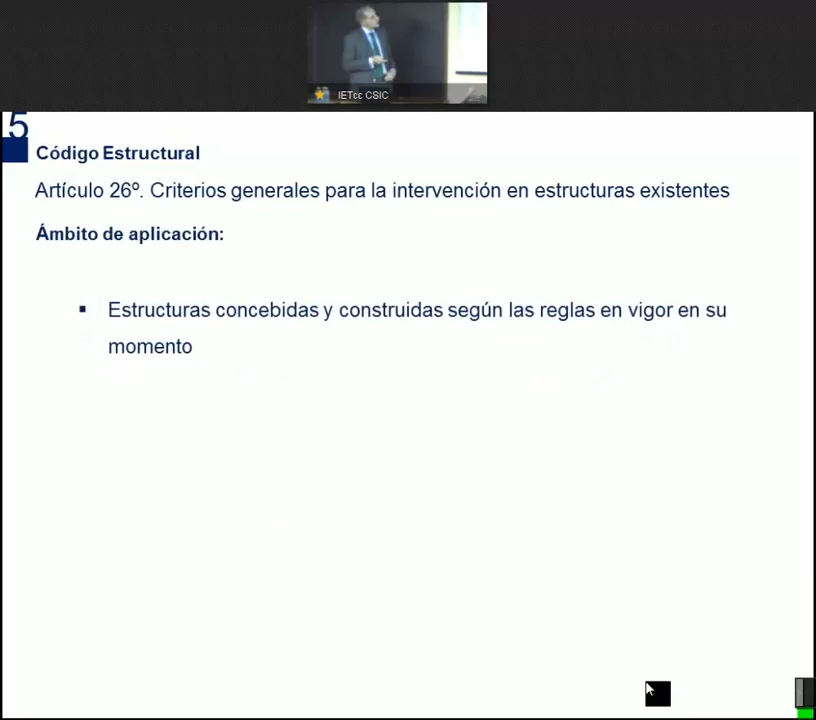 IETcc CSIC
5
Código Estructural
Artículo 26º. Criterios generales para la intervención en estructuras existentes
Ámbito de aplicación:
▪ Estructuras concebidas y construidas según las reglas en vigor en su
momento